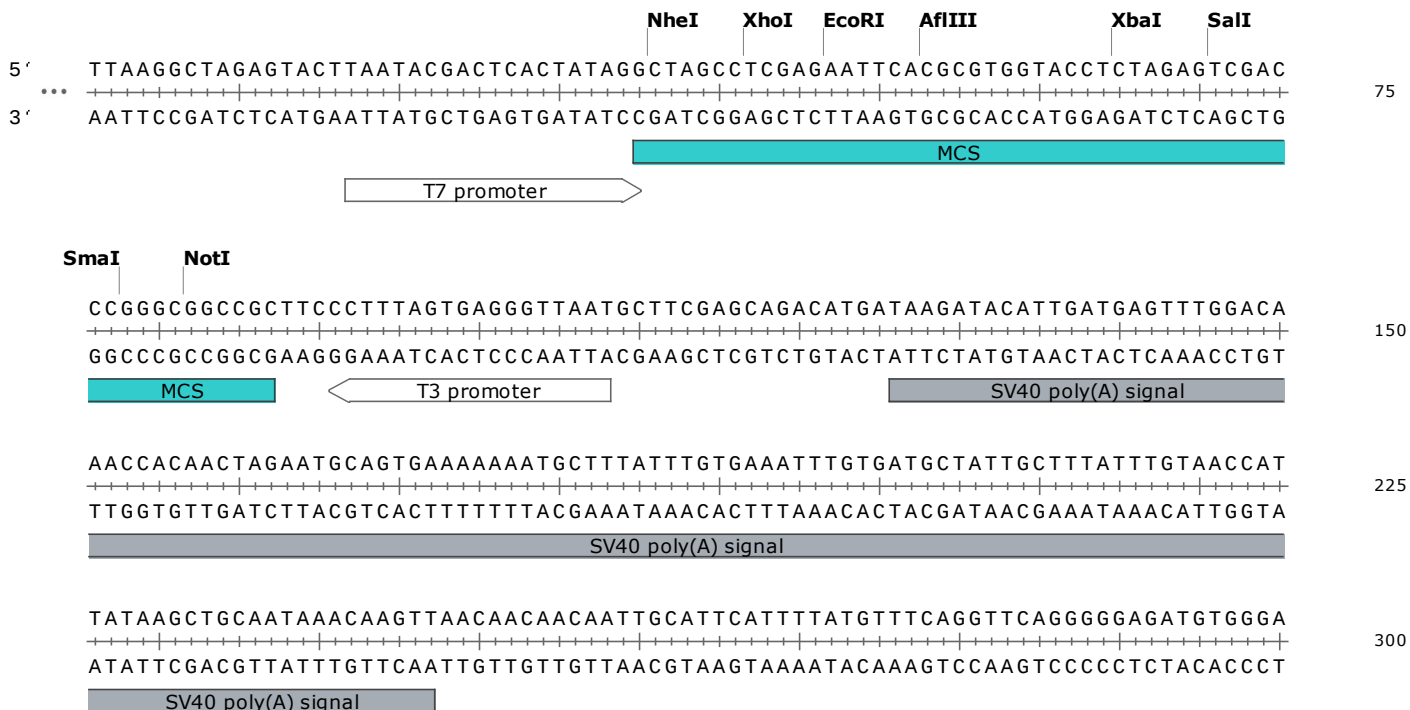 NheI XhoI EcoRI AflIII XbaI SalI
5‘ TTAAGGCTAGAGTACTTAATACGACTCACTATAGGCTAGCCTCGAGAATTCACGCGTGGTACCTCTAGAGTCGAC
••• 75
3‘ AATTCCGATCTCATGAATTATGCTGAGTGATATCCGATCGGAGCTCTTAAGTGCGCACCATGGAGATCTCAGCTG
MCS
T7 promoter
SmaI NotI
CCGGGCGGCCGCTTCCCTTTAGTGAGGGTTAATGCTTCGAGCAGACATGATAAGATACATTGATGAGTTTGGACA
150
GGCCCGCCGGCGAAGGGAAATCACTCCCAATTACGAAGCTCGTCTGTACTATTCTATGTAACTACTCAAACCTGT
MCS T3 promoter SV40 poly(A) signal
AACCACAACTAGAATGCAGTGAAAAAAATGCTTTATTTGTGAAATTTGTGATGCTATTGCTTTATTTGTAACCAT
225
TTGGTGTTGATCTTACGTCACTTTTTTTACGAAATAAACACTTTAAACACTACGATAACGAAATAAACATTGGTA
SV40 poly(A) signal
TATAAGCTGCAATAAACAAGTTAACAACAACAATTGCATTCATTTTATGTTTCAGGTTCAGGGGGAGATGTGGGA
300
ATATTCGACGTTATTTGTTCAATTGTTGTTGTTAACGTAAGTAAAATACAAAGTCCAAGTCCCCCTCTACACCCT
SV40 poly(A) signal